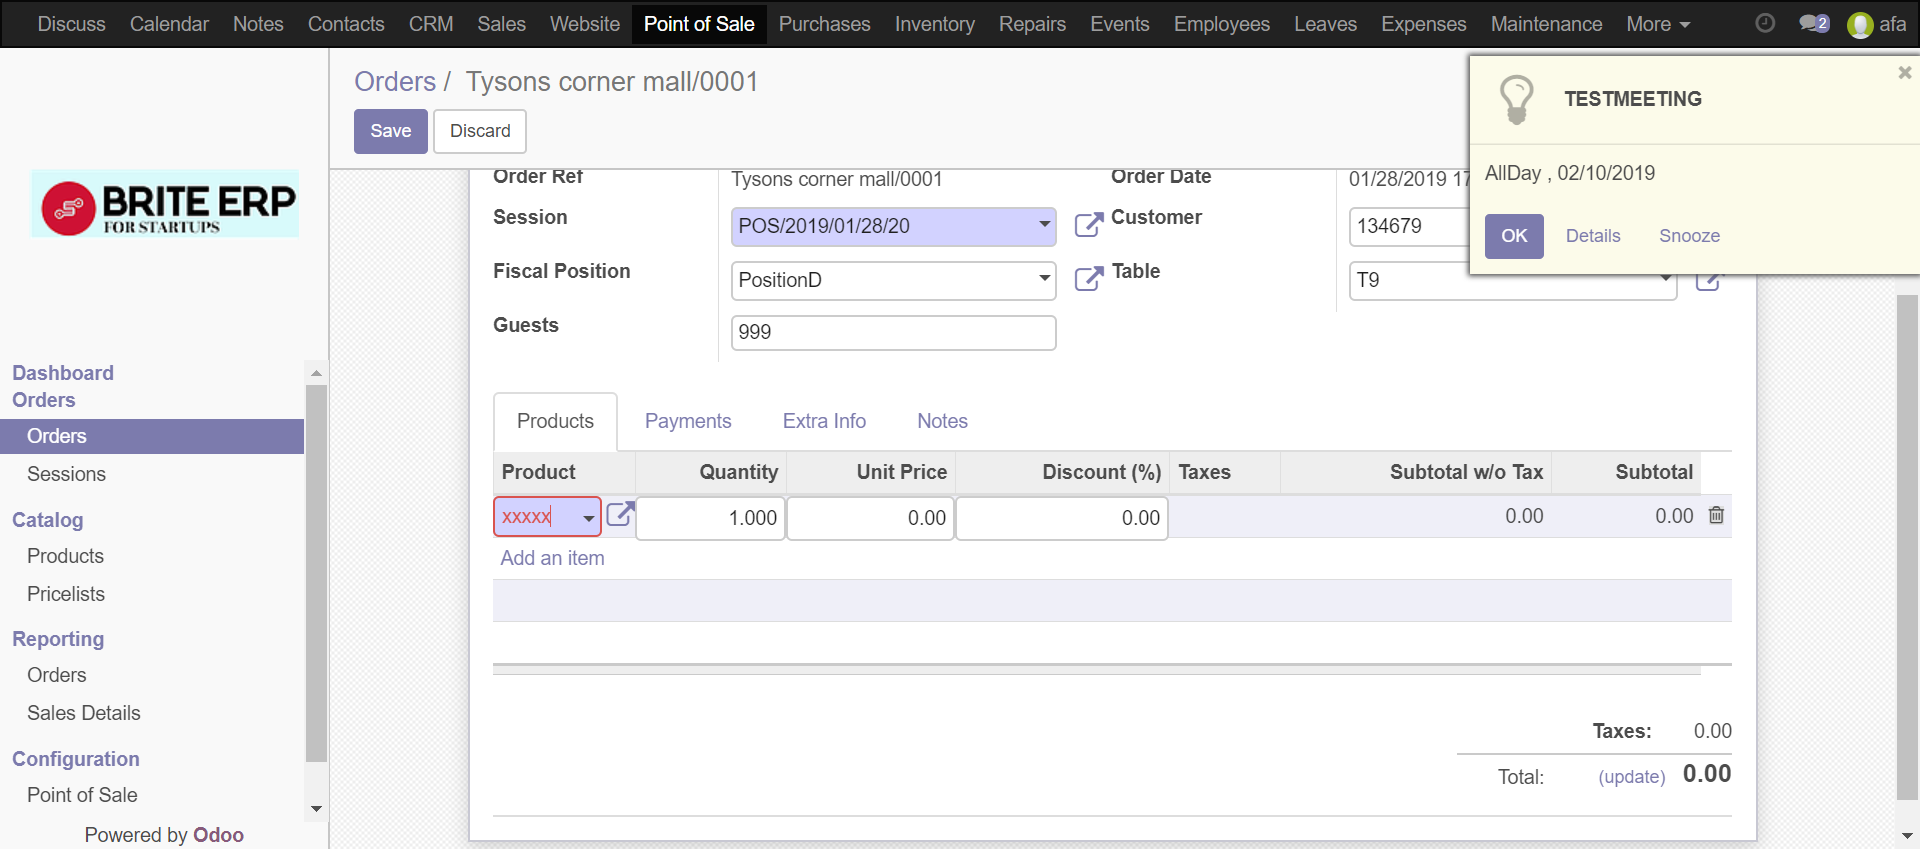 Discuss Calendar Notes Contacts CRM Sales Website Point of Sale Purchases Inventory Repairs Events Employees Leaves Expenses Maintenance More 2 afa
Orders / Tysons corner mall/0001
Save Discard
TESTMEETING
AllDay , 02/10/2019
OK Details Snooze
BRITE ERP
FOR STARTUPS
Dashboard
Orders
Orders
Sessions
Catalog
Products
Pricelists
Reporting
Orders
Sales Details
Configuration
Point of Sale
Powered by Odoo
Order Ref Tysons corner mall/0001 Order Date 01/28/2019 17
Session POS/2019/01/28/20 Customer 134679
Fiscal Position PositionD Table T9
Guests 999
Products Payments Extra Info Notes
Product Quantity Unit Price Discount (%) Taxes Subtotal w/o Tax Subtotal
xxxxx 1.000 0.00 0.00 0.00 0.00
Add an item
Taxes: 0.00
Total: (update) 0.00